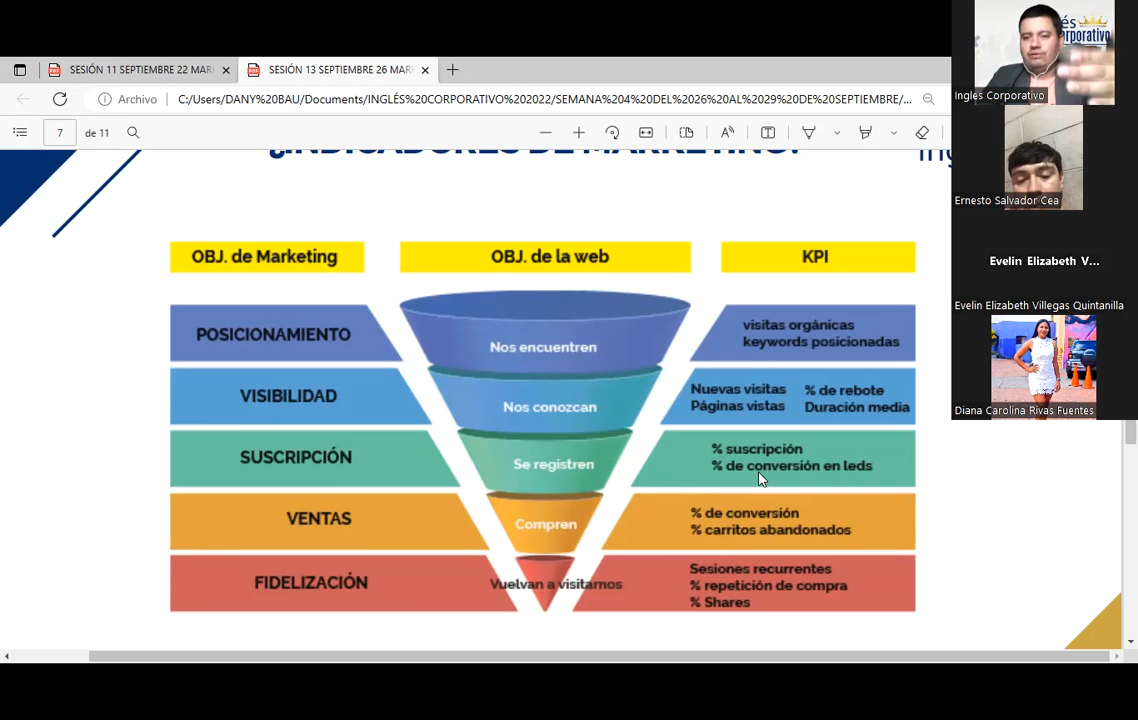 SESIÓN 11 SEPTIEMBRE 22 MAR
SESIÓN 13 SEPTIEMBRE 26 MAR
Archivo
C:/Users/DANY%20BAU/Documents/INGLÉS%20CORPORATIVO%202022/SEMANA%204%20DEL%2026%20AL%2029%20DE%20SEPTIEMBRE/...
7
de 11
¿INDICADORES DE MARKETING?
OBJ. de Marketing
OBJ. de la web
KPI
POSICIONAMIENTO
Nos encuentren
visitas orgánicas
keywords posicionadas
VISIBILIDAD
Nos conozcan
Nuevas visitas
Páginas vistas
% de rebote
Duración media
SUSCRIPCIÓN
Se registren
% suscripción
% de conversión en leds
VENTAS
Compren
% de conversión
% carritos abandonados
FIDELIZACIÓN
Vuelvan a visitarnos
Sesiones recurrentes
% repetición de compra
% Shares
Inglés Corporativo
Ernesto Salvador Cea
Evelin Elizabeth V...
Evelin Elizabeth Villegas Quintanilla
Diana Carolina Rivas Fuentes